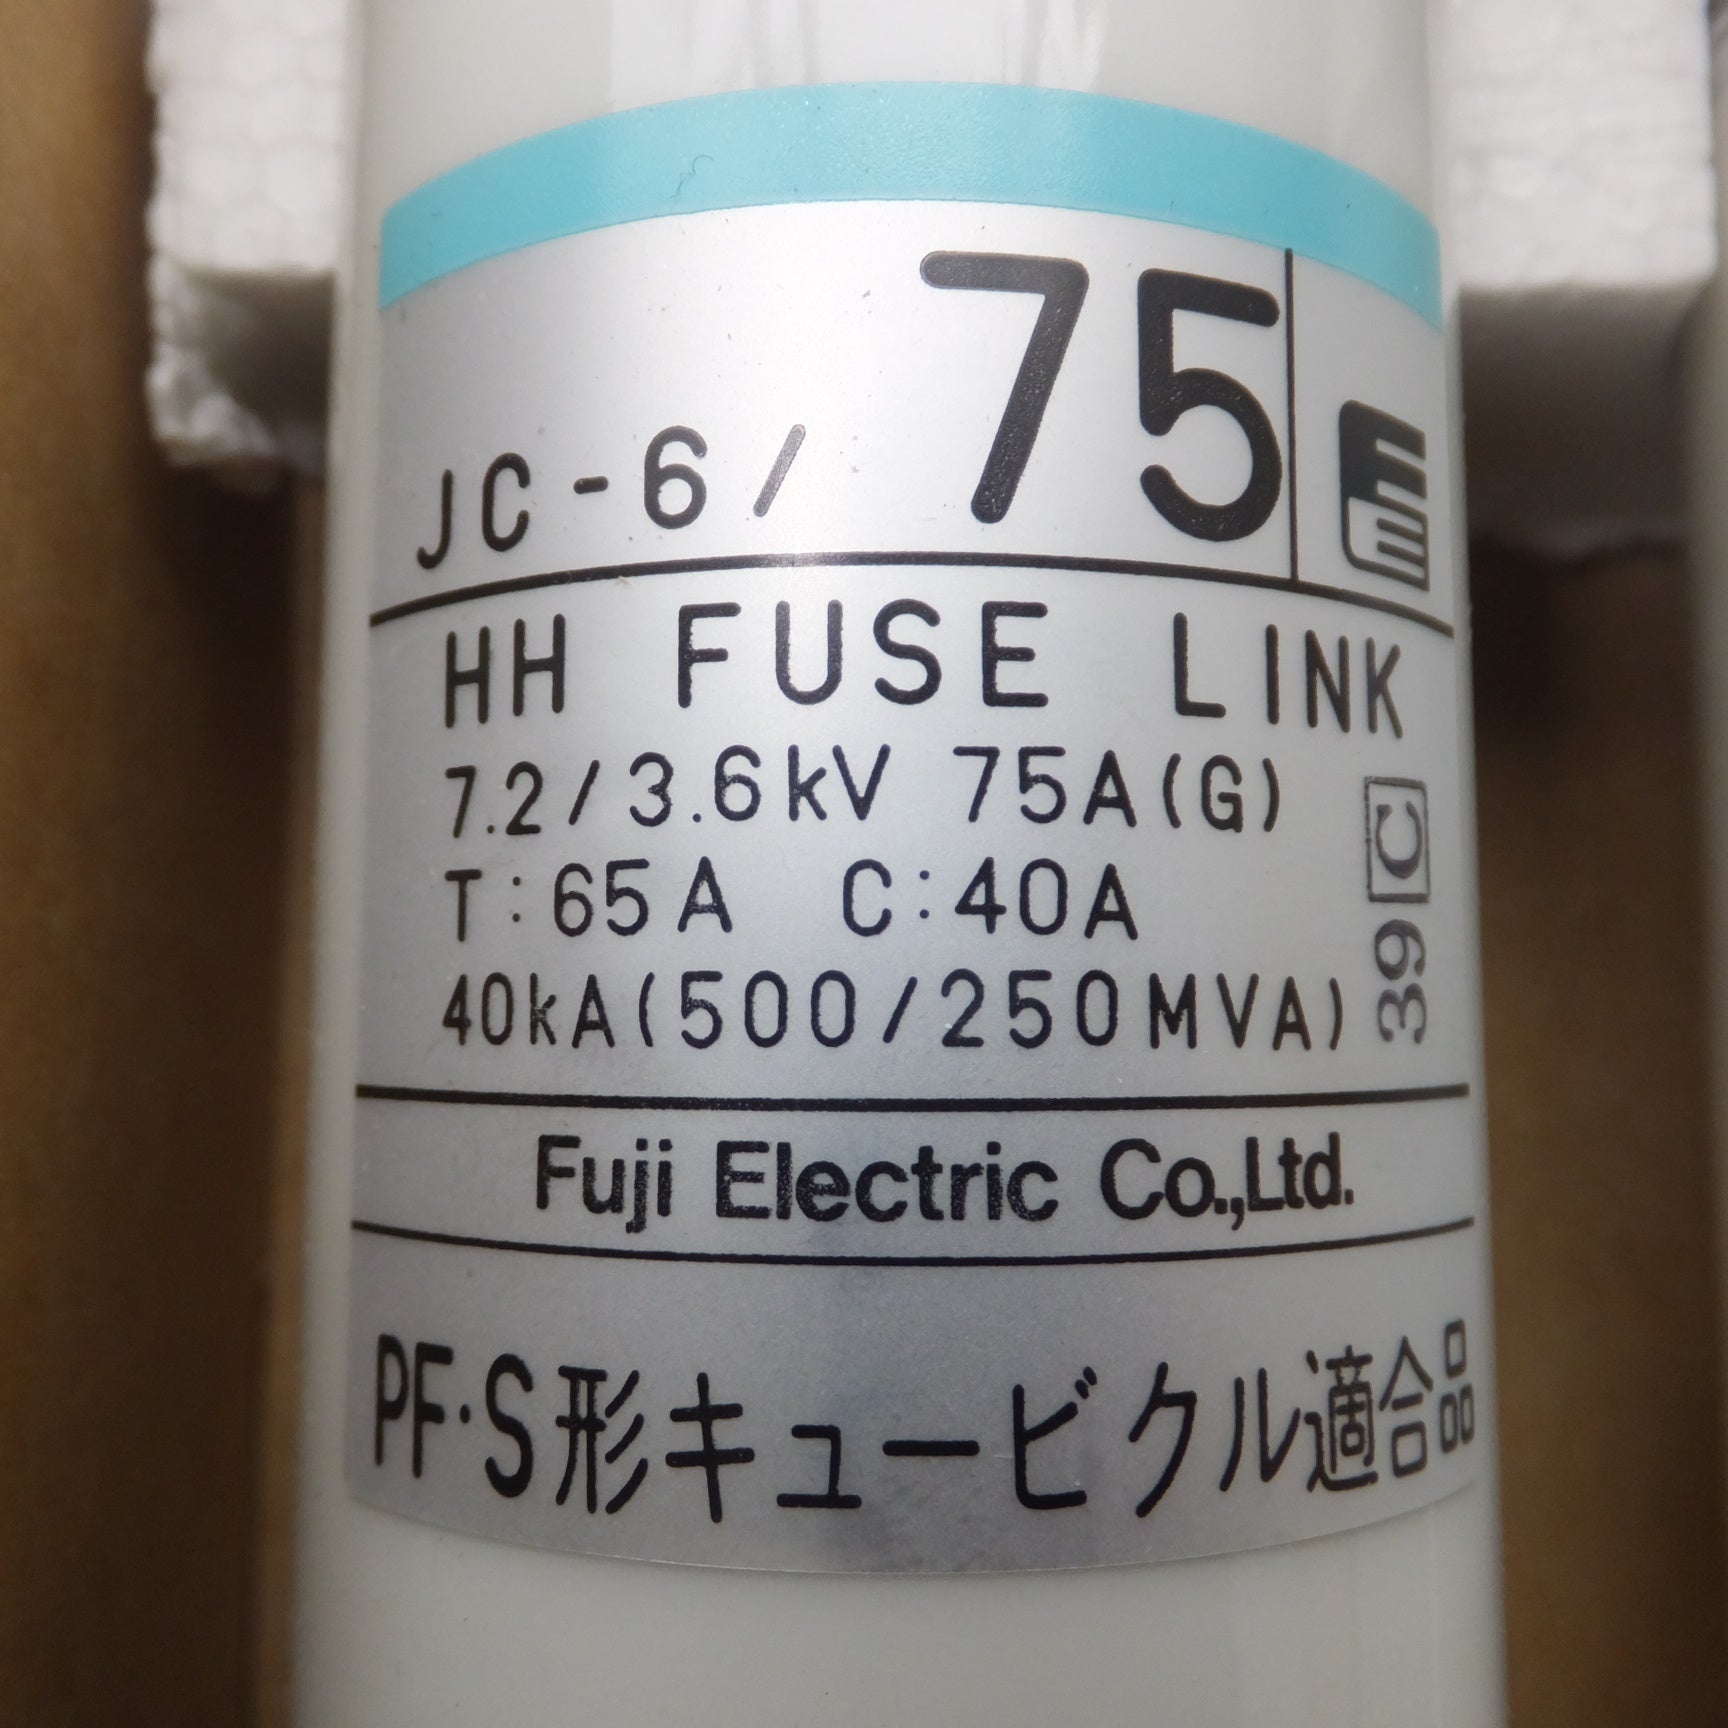 JC-6/75
HH FUSE LINK
7.2/3.6kV 75A(G)
T:65A C:40A
40kA(500/250MVA)
39C
Fuji Electric Co.,Ltd.
PF・S形キュービクル適合品